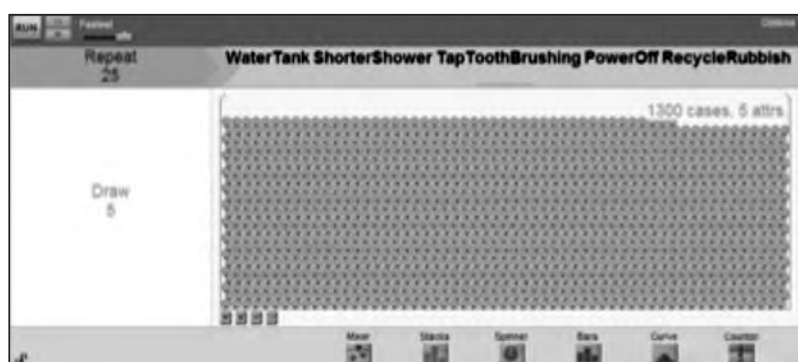 RUN Fastest Options
Repeat
25
WaterTank ShorterShower TapToothBrushing PowerOff RecycleRubbish
1300 cases, 5 attrs
Draw
5
Mixer Stacks Spinner Bars Curve Counter